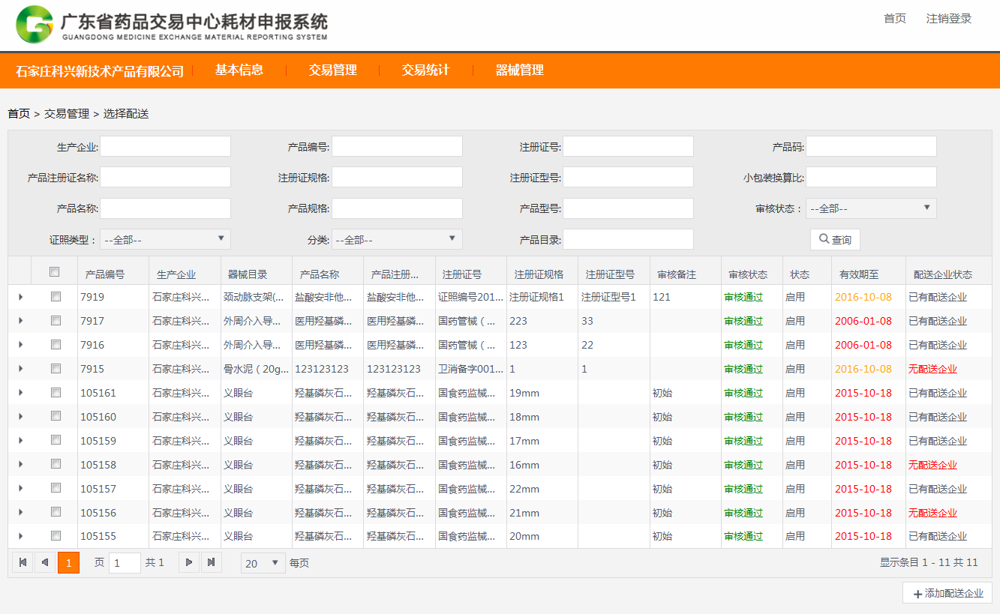 广东省药品交易中心耗材申报系统
GUANGDONG MEDICINE EXCHANGE MATERIAL REPORTING SYSTEM
首页 注销登录
石家庄科兴新技术产品有限公司 基本信息 交易管理 交易统计 器械管理
首页 > 交易管理 > 选择配送
生产企业: 产品编号: 注册证号: 产品码:
产品注册证名称: 注册证规格: 注册证型号: 小包装换算比:
产品名称: 产品规格: 产品型号: 审核状态： --全部--
证照类型： --全部-- 分类: --全部-- 产品目录: 查询
产品编号 生产企业 器械目录 产品名称 产品注册... 注册证号 注册证规格 注册证型号 审核备注 审核状态 状态 有效期至 配送企业状态
7919 石家庄科兴... 颈动脉支架(... 盐酸安非他... 盐酸安非他... 证照编号201... 注册证规格1 注册证型号1 121 审核通过 启用 2016-10-08 已有配送企业
7917 石家庄科兴... 外周介入导... 医用羟基磷... 医用羟基磷... 国药管械（... 223 33 审核通过 启用 2006-01-08 已有配送企业
7916 石家庄科兴... 外周介入导... 医用羟基磷... 医用羟基磷... 国药管械（... 123 22 审核通过 启用 2006-01-08 已有配送企业
7915 石家庄科兴... 骨水泥（20g... 123123123 123123123 卫消备字001... 1 1 审核通过 启用 2016-10-08 无配送企业
105161 石家庄科兴... 义眼台 羟基磷灰石... 羟基磷灰石... 国食药监械... 19mm 初始 审核通过 启用 2015-10-18 已有配送企业
105160 石家庄科兴... 义眼台 羟基磷灰石... 羟基磷灰石... 国食药监械... 18mm 初始 审核通过 启用 2015-10-18 已有配送企业
105159 石家庄科兴... 义眼台 羟基磷灰石... 羟基磷灰石... 国食药监械... 17mm 初始 审核通过 启用 2015-10-18 已有配送企业
105158 石家庄科兴... 义眼台 羟基磷灰石... 羟基磷灰石... 国食药监械... 16mm 初始 审核通过 启用 2015-10-18 无配送企业
105157 石家庄科兴... 义眼台 羟基磷灰石... 羟基磷灰石... 国食药监械... 22mm 初始 审核通过 启用 2015-10-18 已有配送企业
105156 石家庄科兴... 义眼台 羟基磷灰石... 羟基磷灰石... 国食药监械... 21mm 初始 审核通过 启用 2015-10-18 无配送企业
105155 石家庄科兴... 义眼台 羟基磷灰石... 羟基磷灰石... 国食药监械... 20mm 初始 审核通过 启用 2015-10-18 已有配送企业
1 页 1 共 1 20 每页 显示条目 1 - 11 共 11
添加配送企业